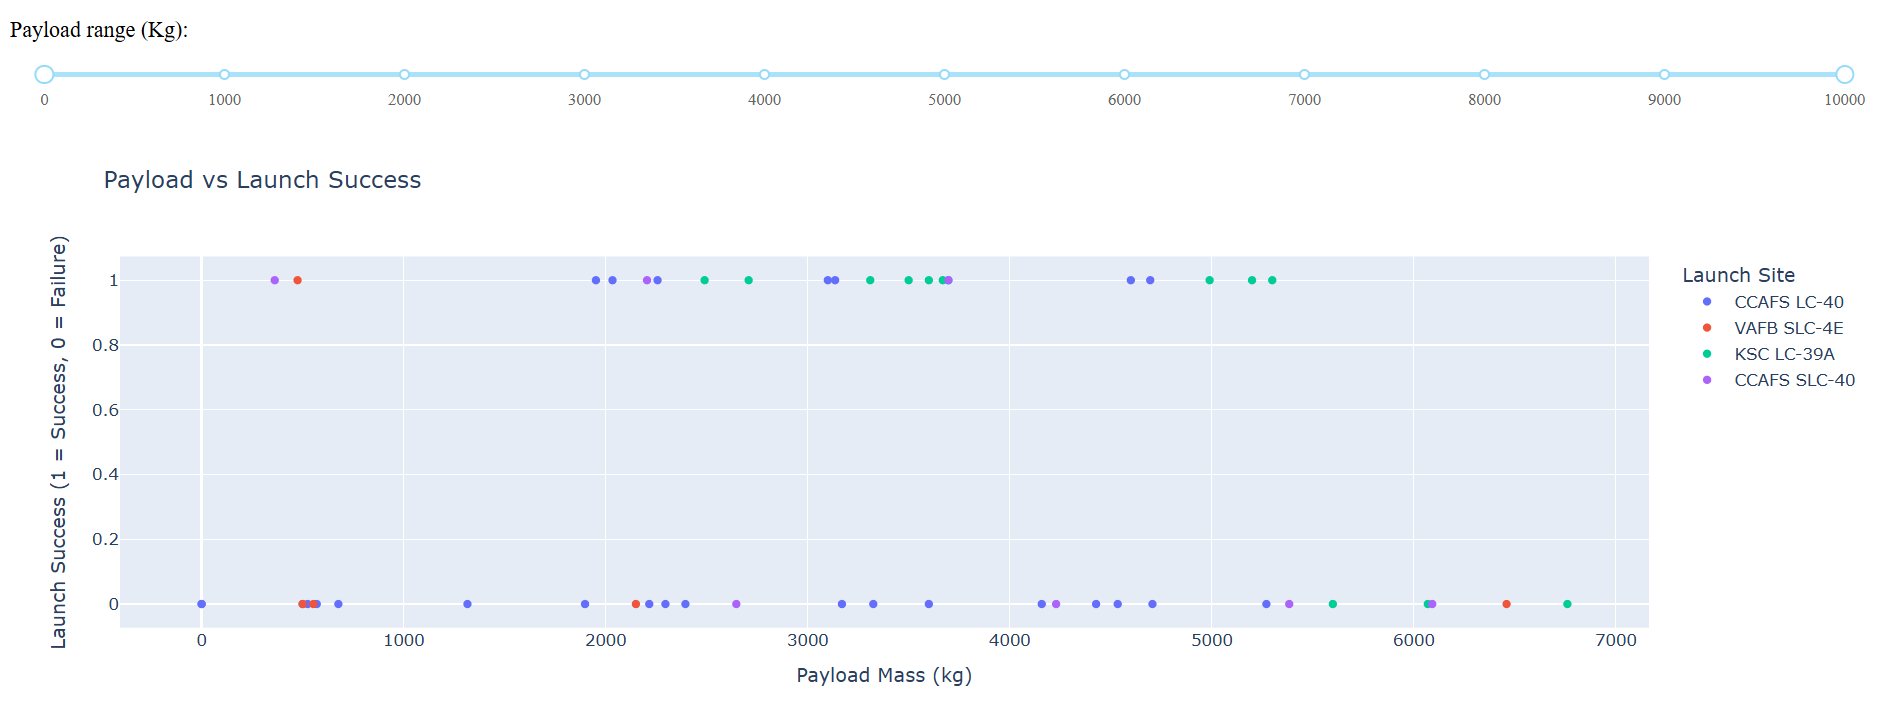 Payload range (Kg):
0 1000 2000 3000 4000 5000 6000 7000 8000 9000 10000
Payload vs Launch Success
Launch Success (1 = Success, 0 = Failure)
1
0.8
0.6
0.4
0.2
0
0 1000 2000 3000 4000 5000 6000 7000
Payload Mass (kg)
Launch Site
CCAFS LC-40
VAFB SLC-4E
KSC LC-39A
CCAFS SLC-40